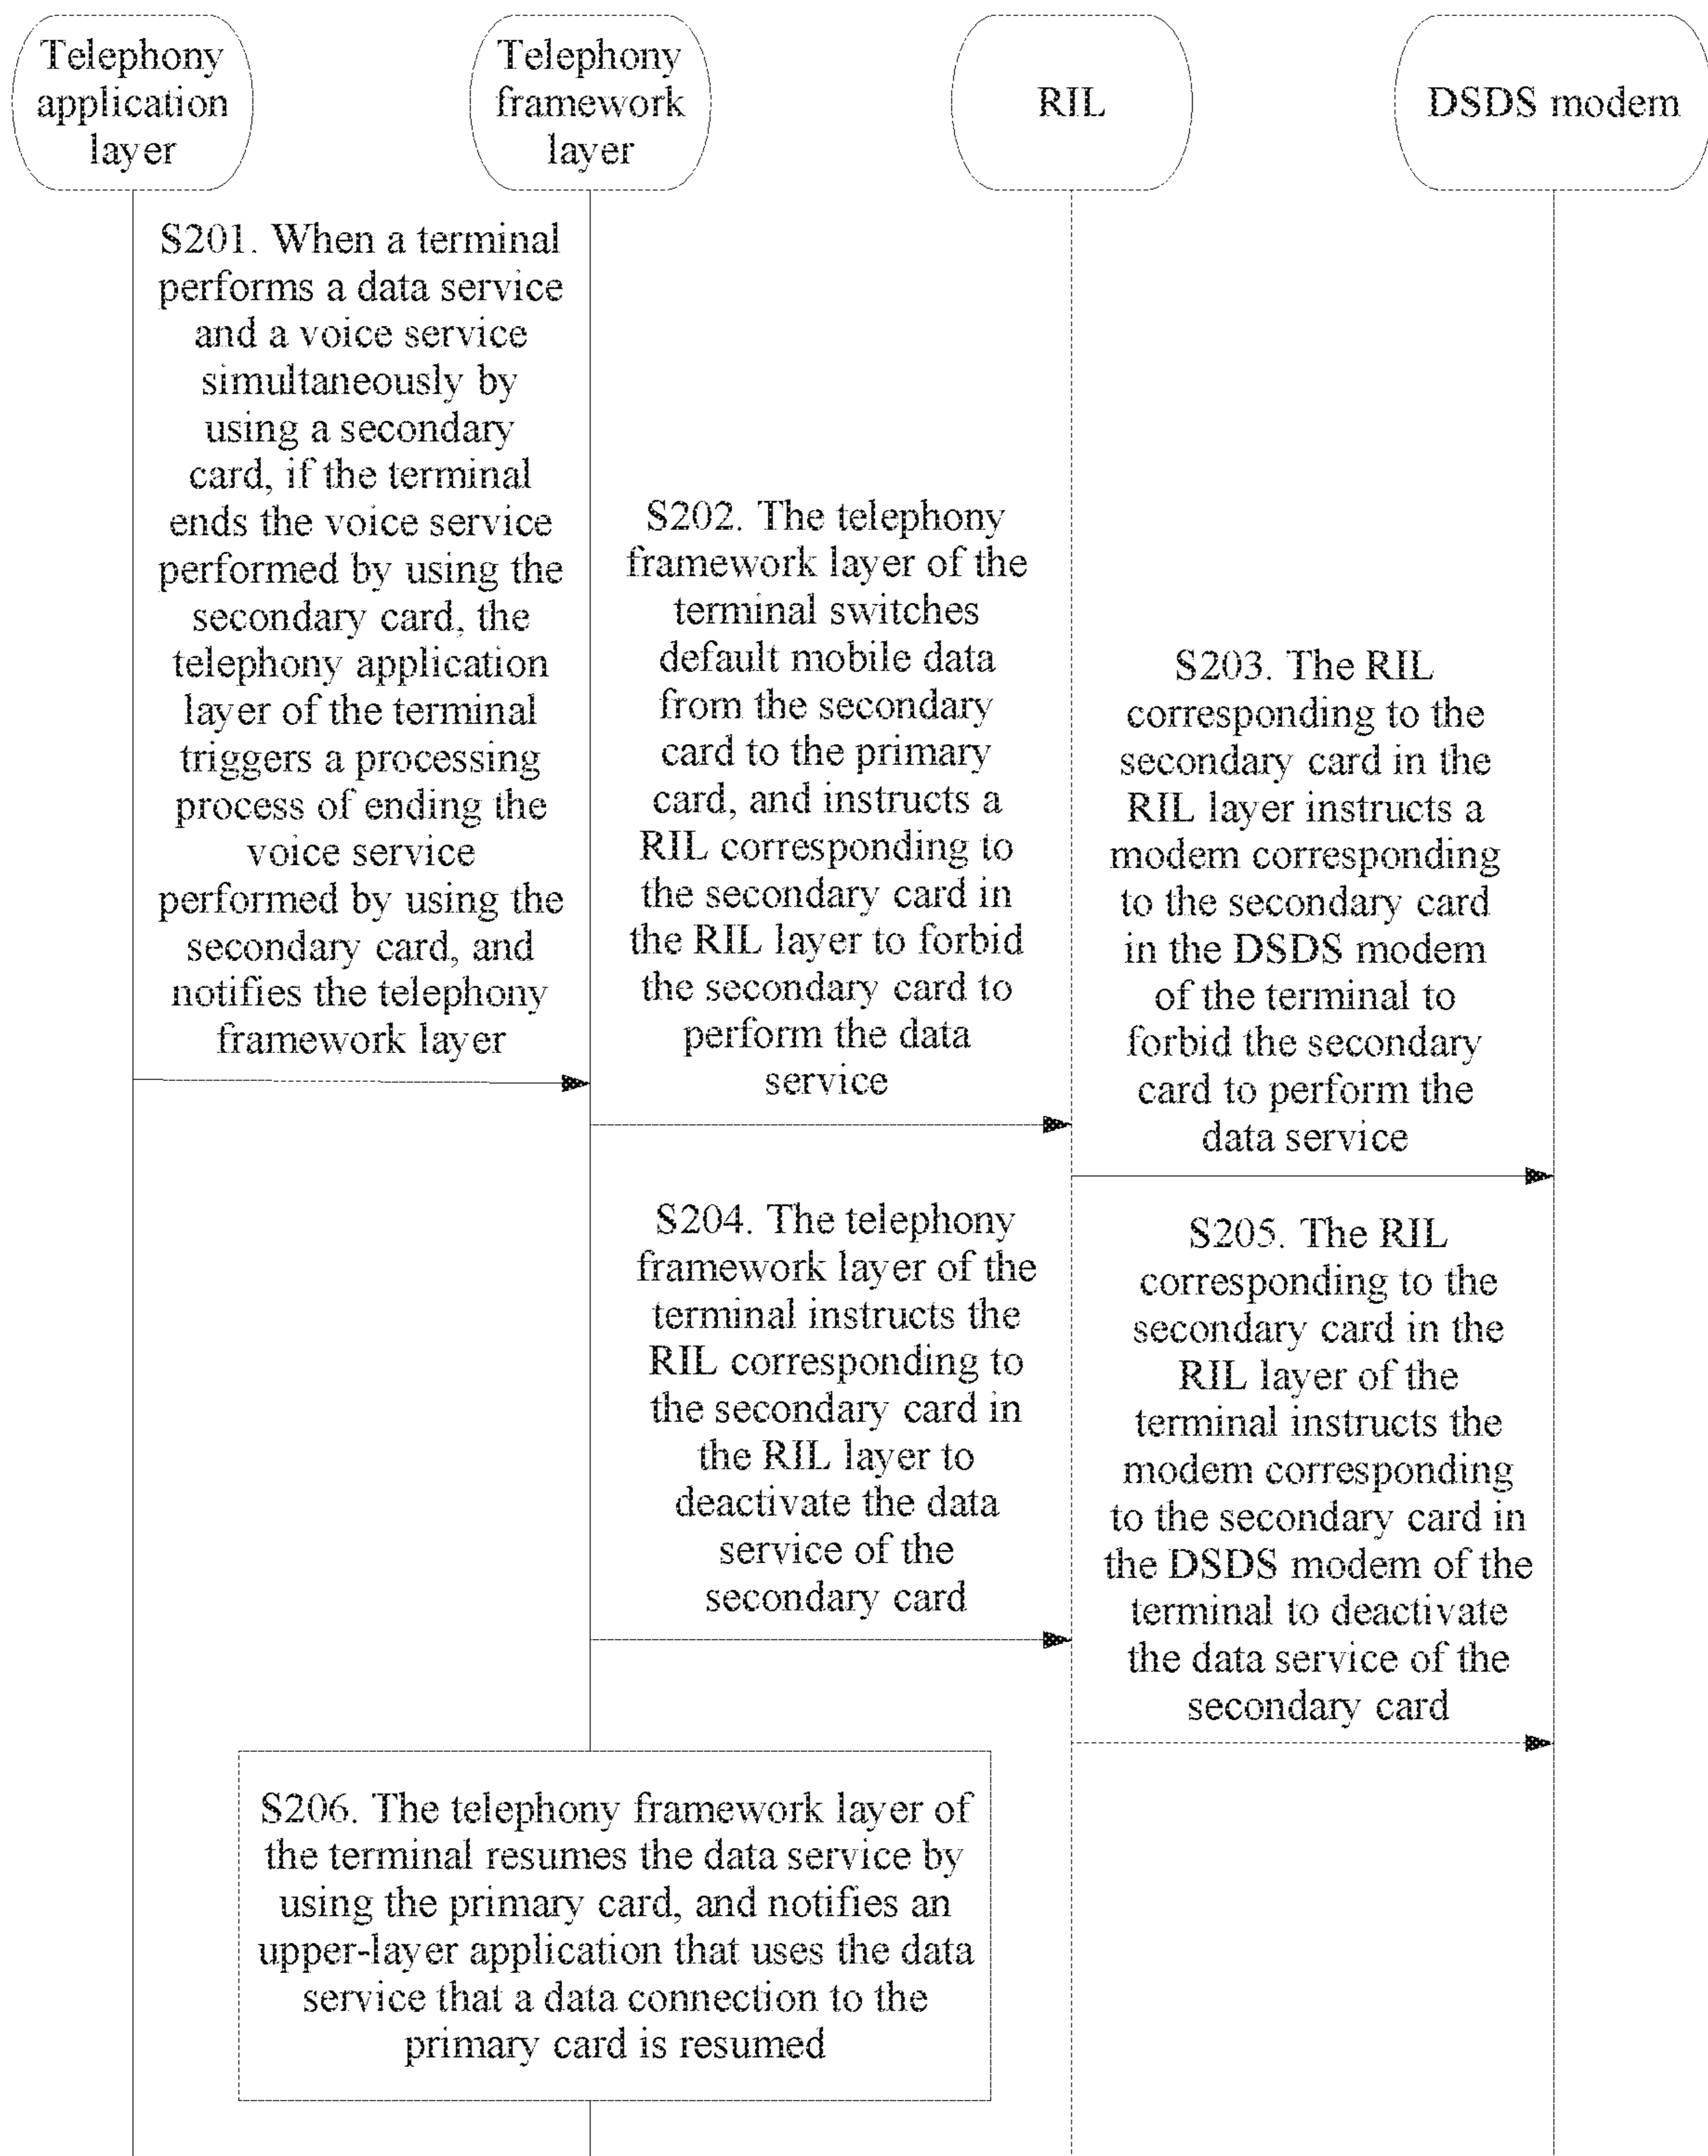 Telephony
application
layer
Telephony
framework
layer
RIL
DSDS modem
S201. When a terminal
performs a data service
and a voice service
simultaneously by
using a secondary
card, if the terminal
ends the voice service
performed by using the
secondary card, the
telephony application
layer of the terminal
triggers a processing
process of ending the
voice service
performed by using the
secondary card, and
notifies the telephony
framework layer
S202. The telephony
framework layer of the
terminal switches
default mobile data
from the secondary
card to the primary
card, and instructs a
RIL corresponding to
the secondary card in
the RIL layer to forbid
the secondary card to
perform the data
service
S203. The RIL
corresponding to the
secondary card in the
RIL layer instructs a
modem corresponding
to the secondary card
in the DSDS modem
of the terminal to
forbid the secondary
card to perform the
data service
S204. The telephony
framework layer of the
terminal instructs the
RIL corresponding to
the secondary card in
the RIL layer to
deactivate the data
service of the
secondary card
S205. The RIL
corresponding to the
secondary card in the
RIL layer of the
terminal instructs the
modem corresponding
to the secondary card in
the DSDS modem of the
terminal to deactivate
the data service of the
secondary card
S206. The telephony framework layer of
the terminal resumes the data service by
using the primary card, and notifies an
upper-layer application that uses the data
service that a data connection to the
primary card is resumed